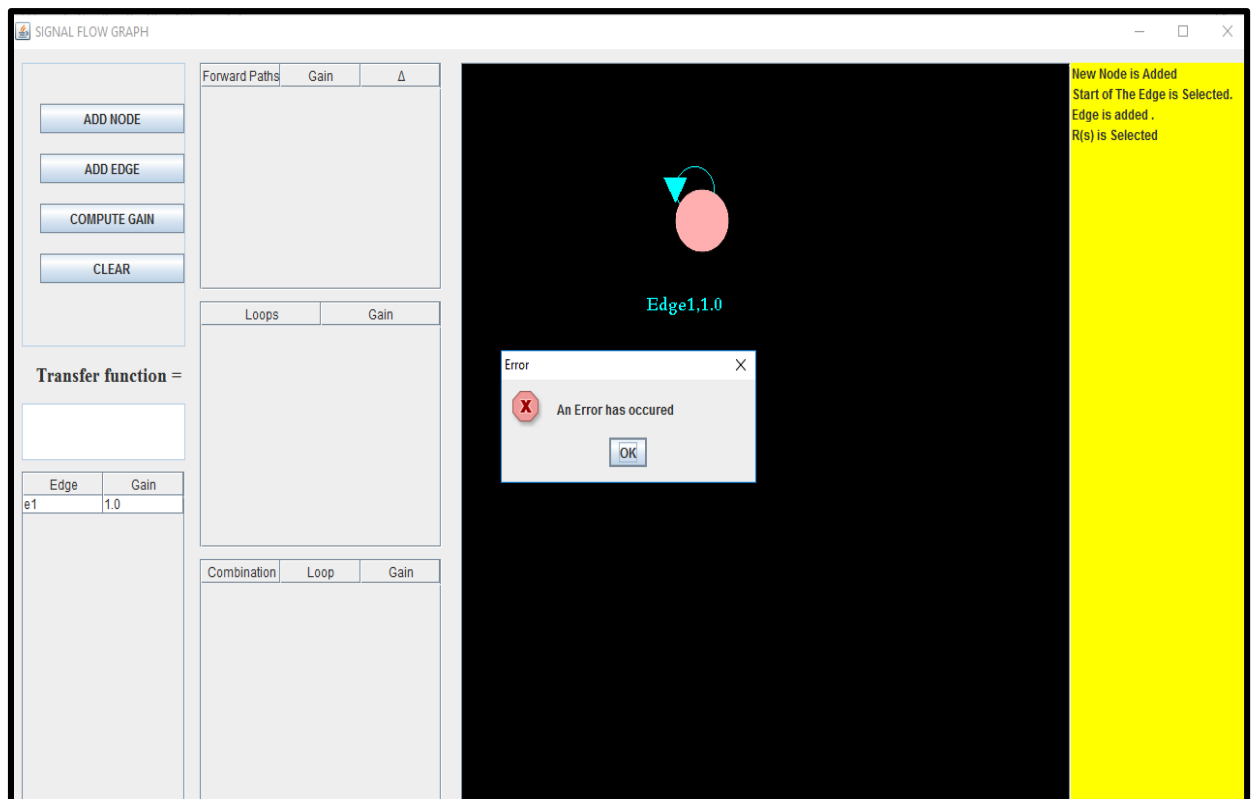 SIGNAL FLOW GRAPH
ADD NODE
ADD EDGE
COMPUTE GAIN
CLEAR
Transfer function =
Edge Gain
e1 1.0
Forward Paths Gain Δ
Loops Gain
Combination Loop Gain
Edge1,1.0
Error
X
An Error has occured
OK
New Node is Added
Start of The Edge is Selected.
Edge is added .
R(s) is Selected